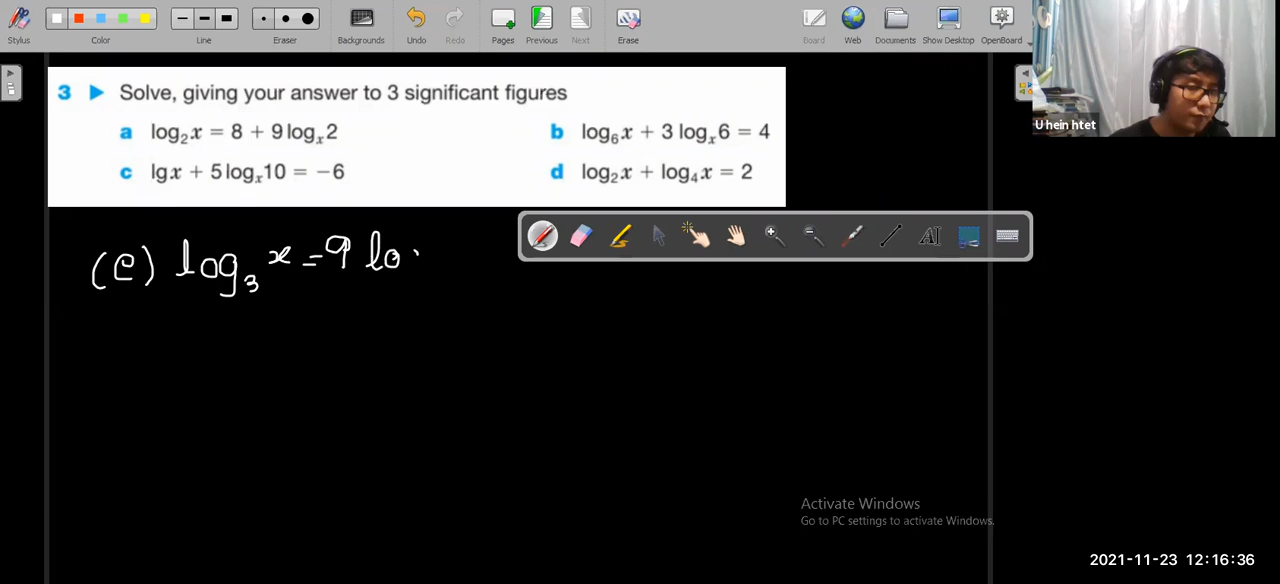 Stylus
Color
Line
Eraser
Backgrounds
Undo
Redo
Pages
Previous
Next
Erase
Board
Web
Documents
Show Desktop
OpenBoard
U hein htet
3 ▶ Solve, giving your answer to 3 significant figures
a log₂x = 8 + 9 logₓ2
b log₆x + 3 logₓ6 = 4
c lgx + 5 logₓ10 = −6
d log₂x + log₄x = 2
(e) log₃ x = 9 lo
Activate Windows
Go to PC settings to activate Windows.
2021-11-23 12:16:36